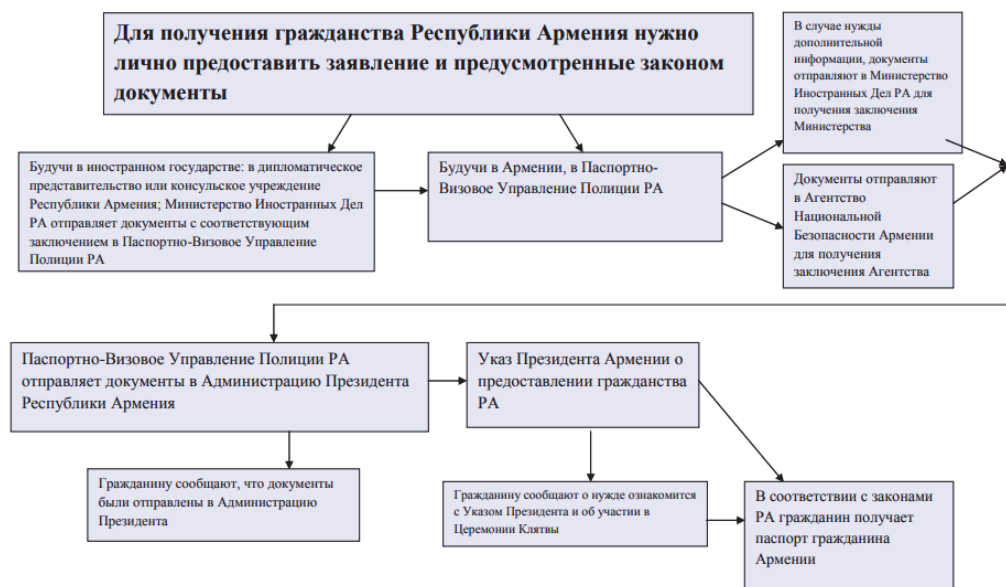 Для получения гражданства Республики Армения нужно
лично предоставить заявление и предусмотренные законом
документы
В случае нужды
дополнительной
информации, документы
отправляют в Министерство
Иностранных Дел РА для
получения заключения
Министерства
Будучи в иностранном государстве: в дипломатическое
представительство или консульское учреждение
Республики Армения; Министерство Иностранных Дел
РА отправляет документы с соответствующим
заключением в Паспортно-Визовое Управление
Полиции РА
Будучи в Армении, в Паспортно-
Визовое Управление Полиции РА
Документы отправляют
в Агентство
Национальной
Безопасности Армении
для получения
заключения Агентства
Паспортно-Визовое Управление Полиции РА
отправляет документы в Администрацию Президента
Республики Армения
Указ Президента Армении о
предоставлении гражданства
РА
Гражданину сообщают, что документы
были отправлены в Администрацию
Президента
Гражданину сообщают о нужде ознакомится
с Указом Президента и об участии в
Церемонии Клятвы
В соответствии с законами
РА гражданин получает
паспорт гражданина
Армении